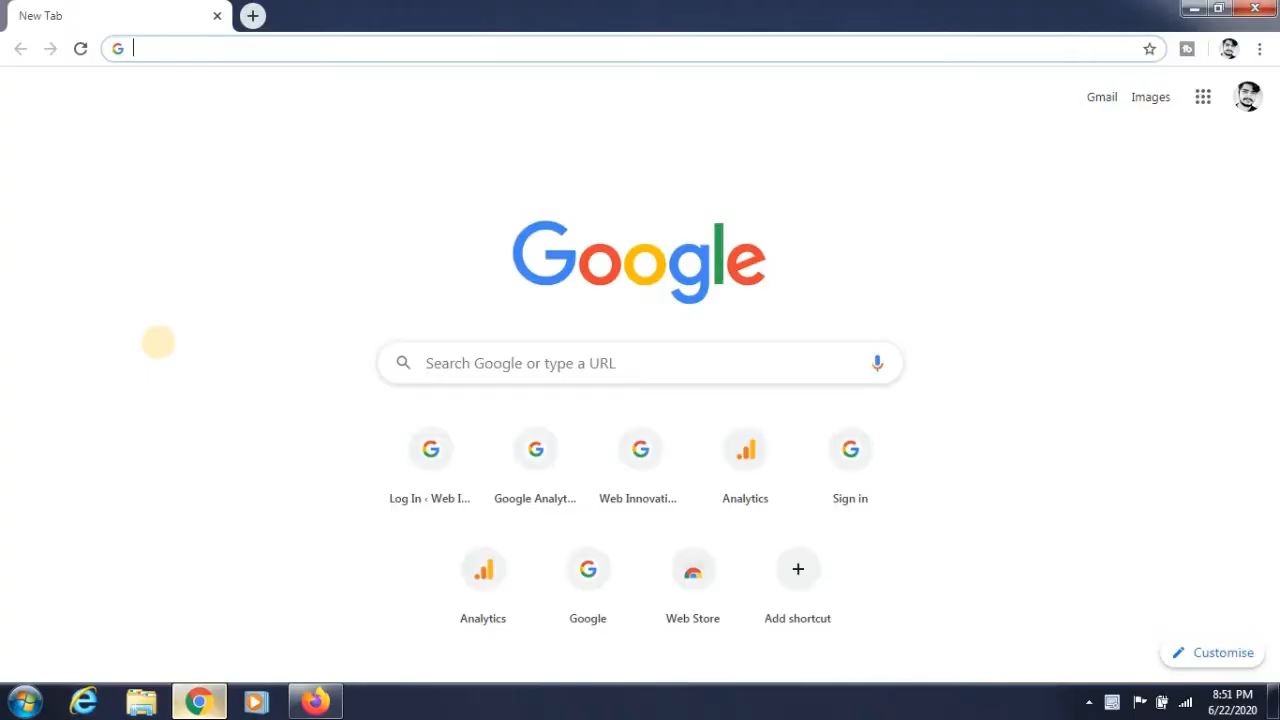 New Tab
Gmail Images
Google
Search Google or type a URL
Log In ‹ Web I... Google Analyt... Web Innovati... Analytics Sign in
Analytics Google Web Store Add shortcut
Customise
8:51 PM
6/22/2020